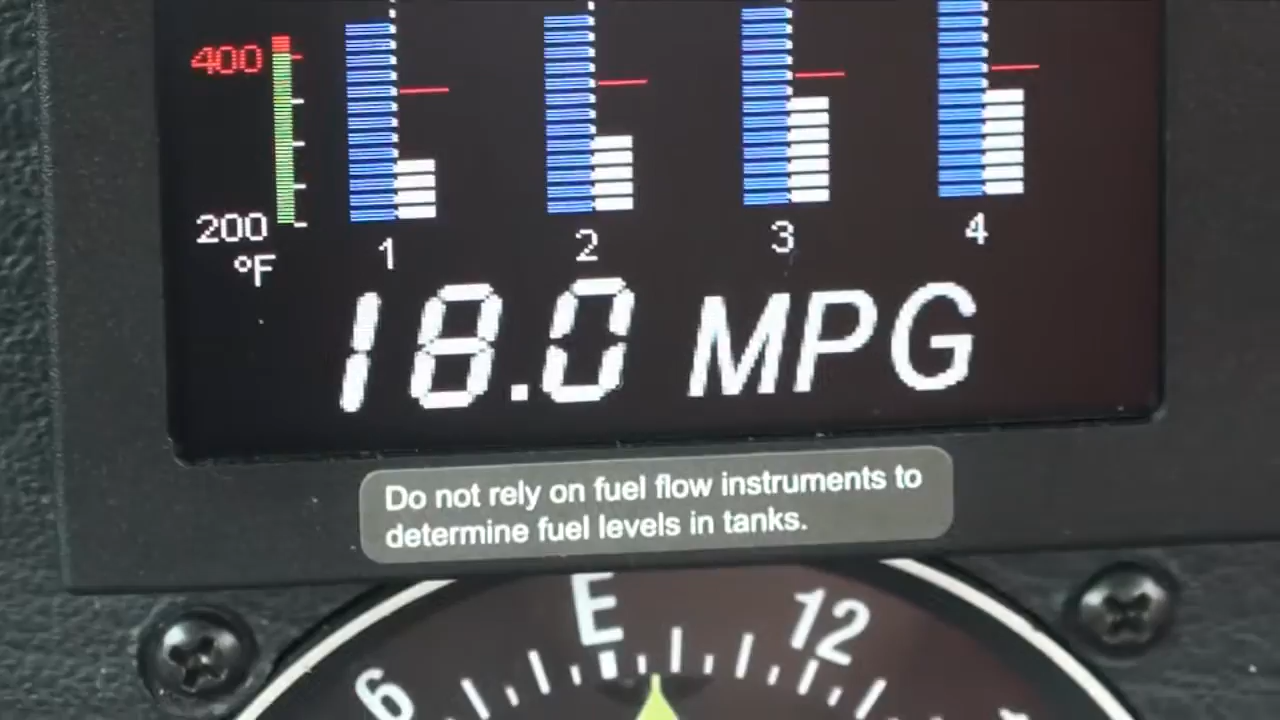 400
200
°F
1 2 3 4
18.0 MPG
Do not rely on fuel flow instruments to
determine fuel levels in tanks.
6 E 12